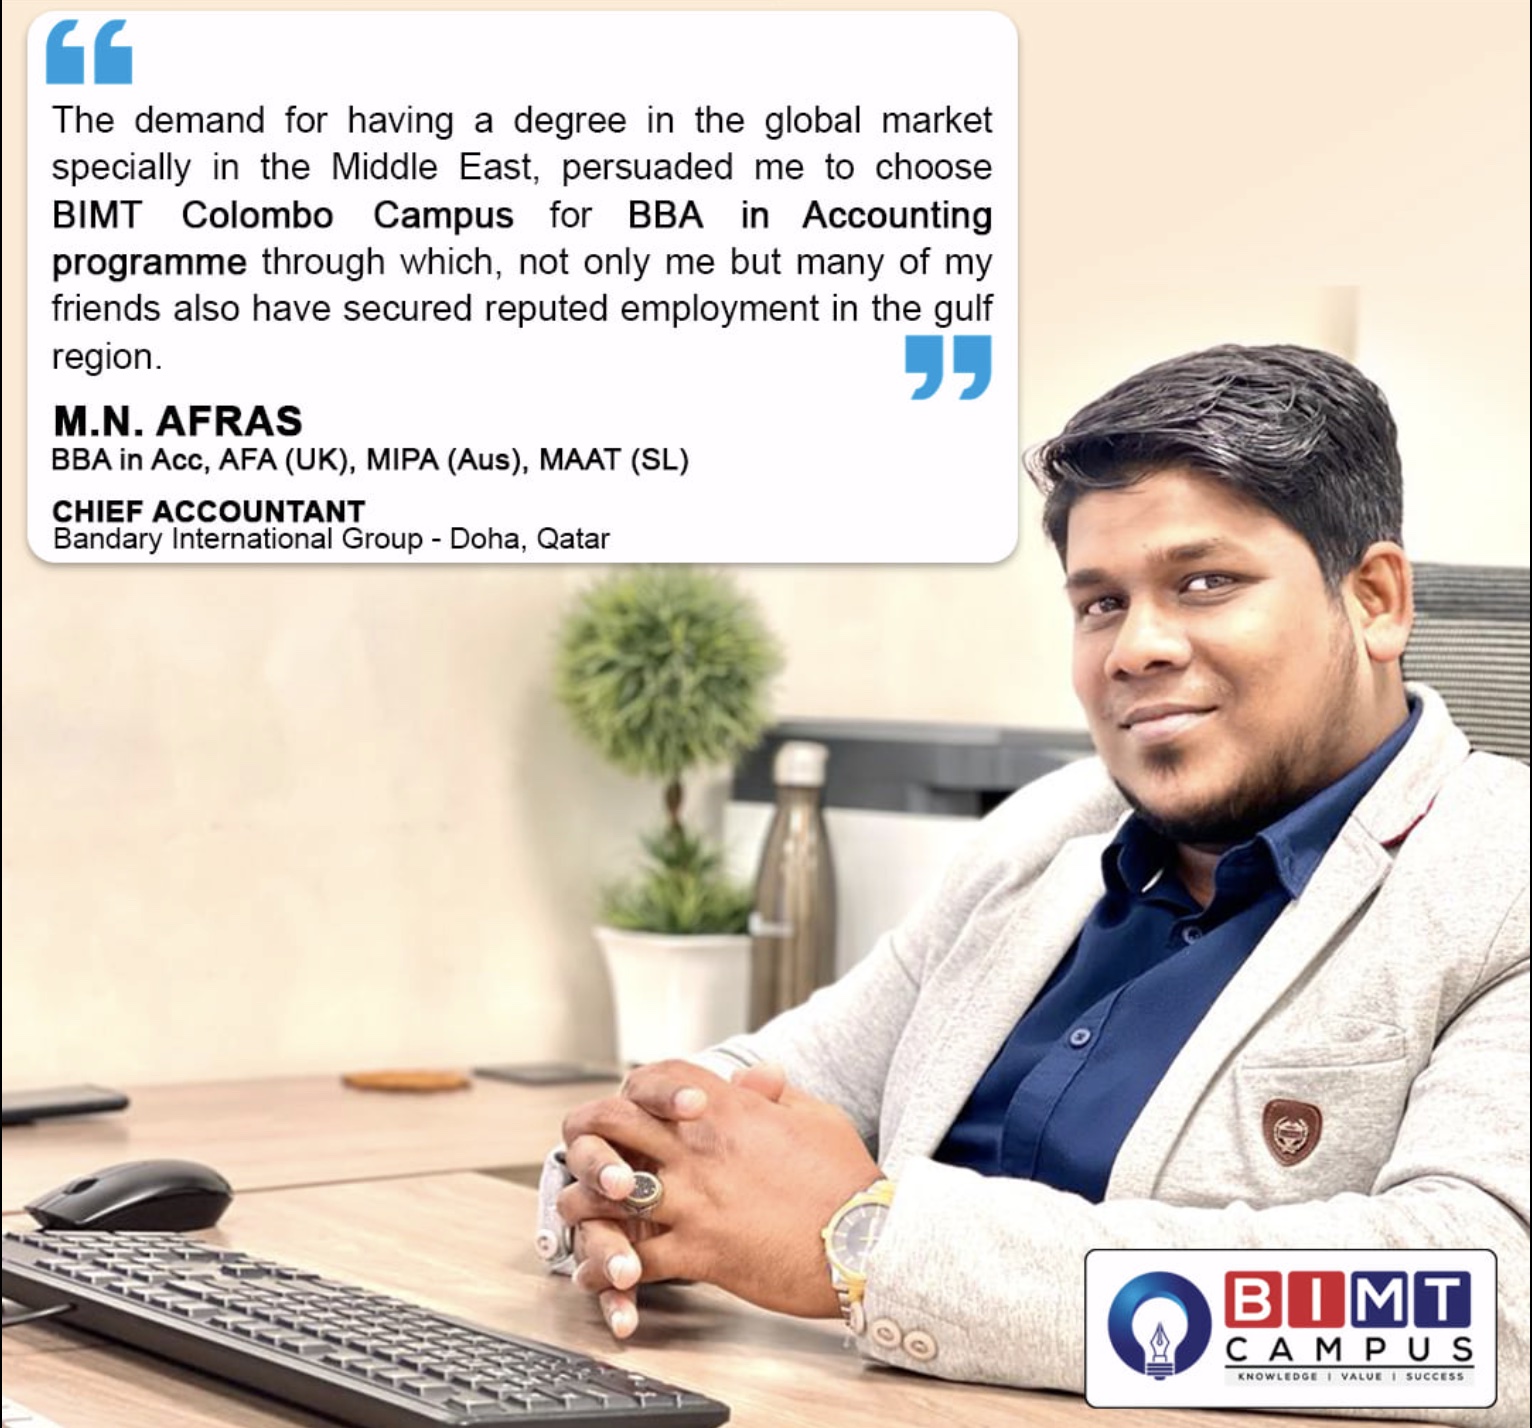 The demand for having a degree in the global market
specially in the Middle East, persuaded me to choose
BIMT Colombo Campus for BBA in Accounting
programme through which, not only me but many of my
friends also have secured reputed employment in the gulf
region.
M.N. AFRAS
BBA in Acc, AFA (UK), MIPA (Aus), MAAT (SL)
CHIEF ACCOUNTANT
Bandary International Group - Doha, Qatar
BIMT
CAMPUS
KNOWLEDGE | VALUE | SUCCESS